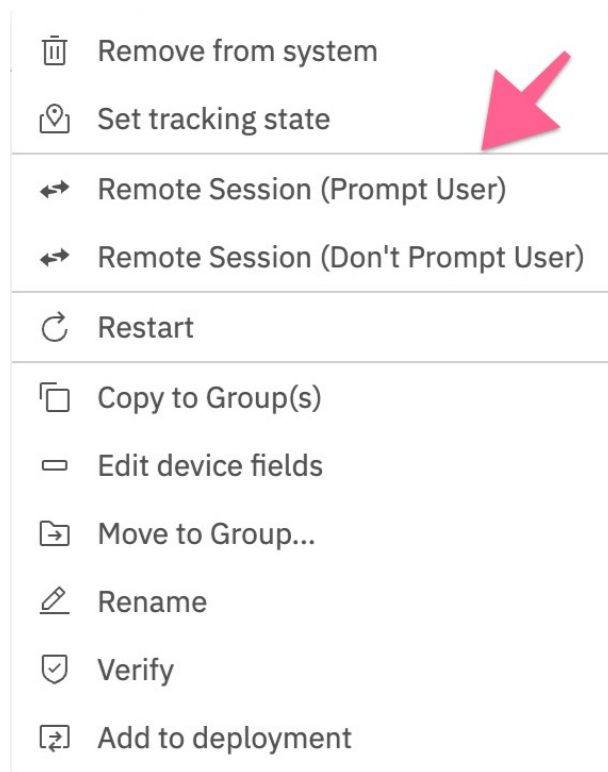 Remove from system
Set tracking state
Remote Session (Prompt User)
Remote Session (Don't Prompt User)
Restart
Copy to Group(s)
Edit device fields
Move to Group...
Rename
Verify
Add to deployment